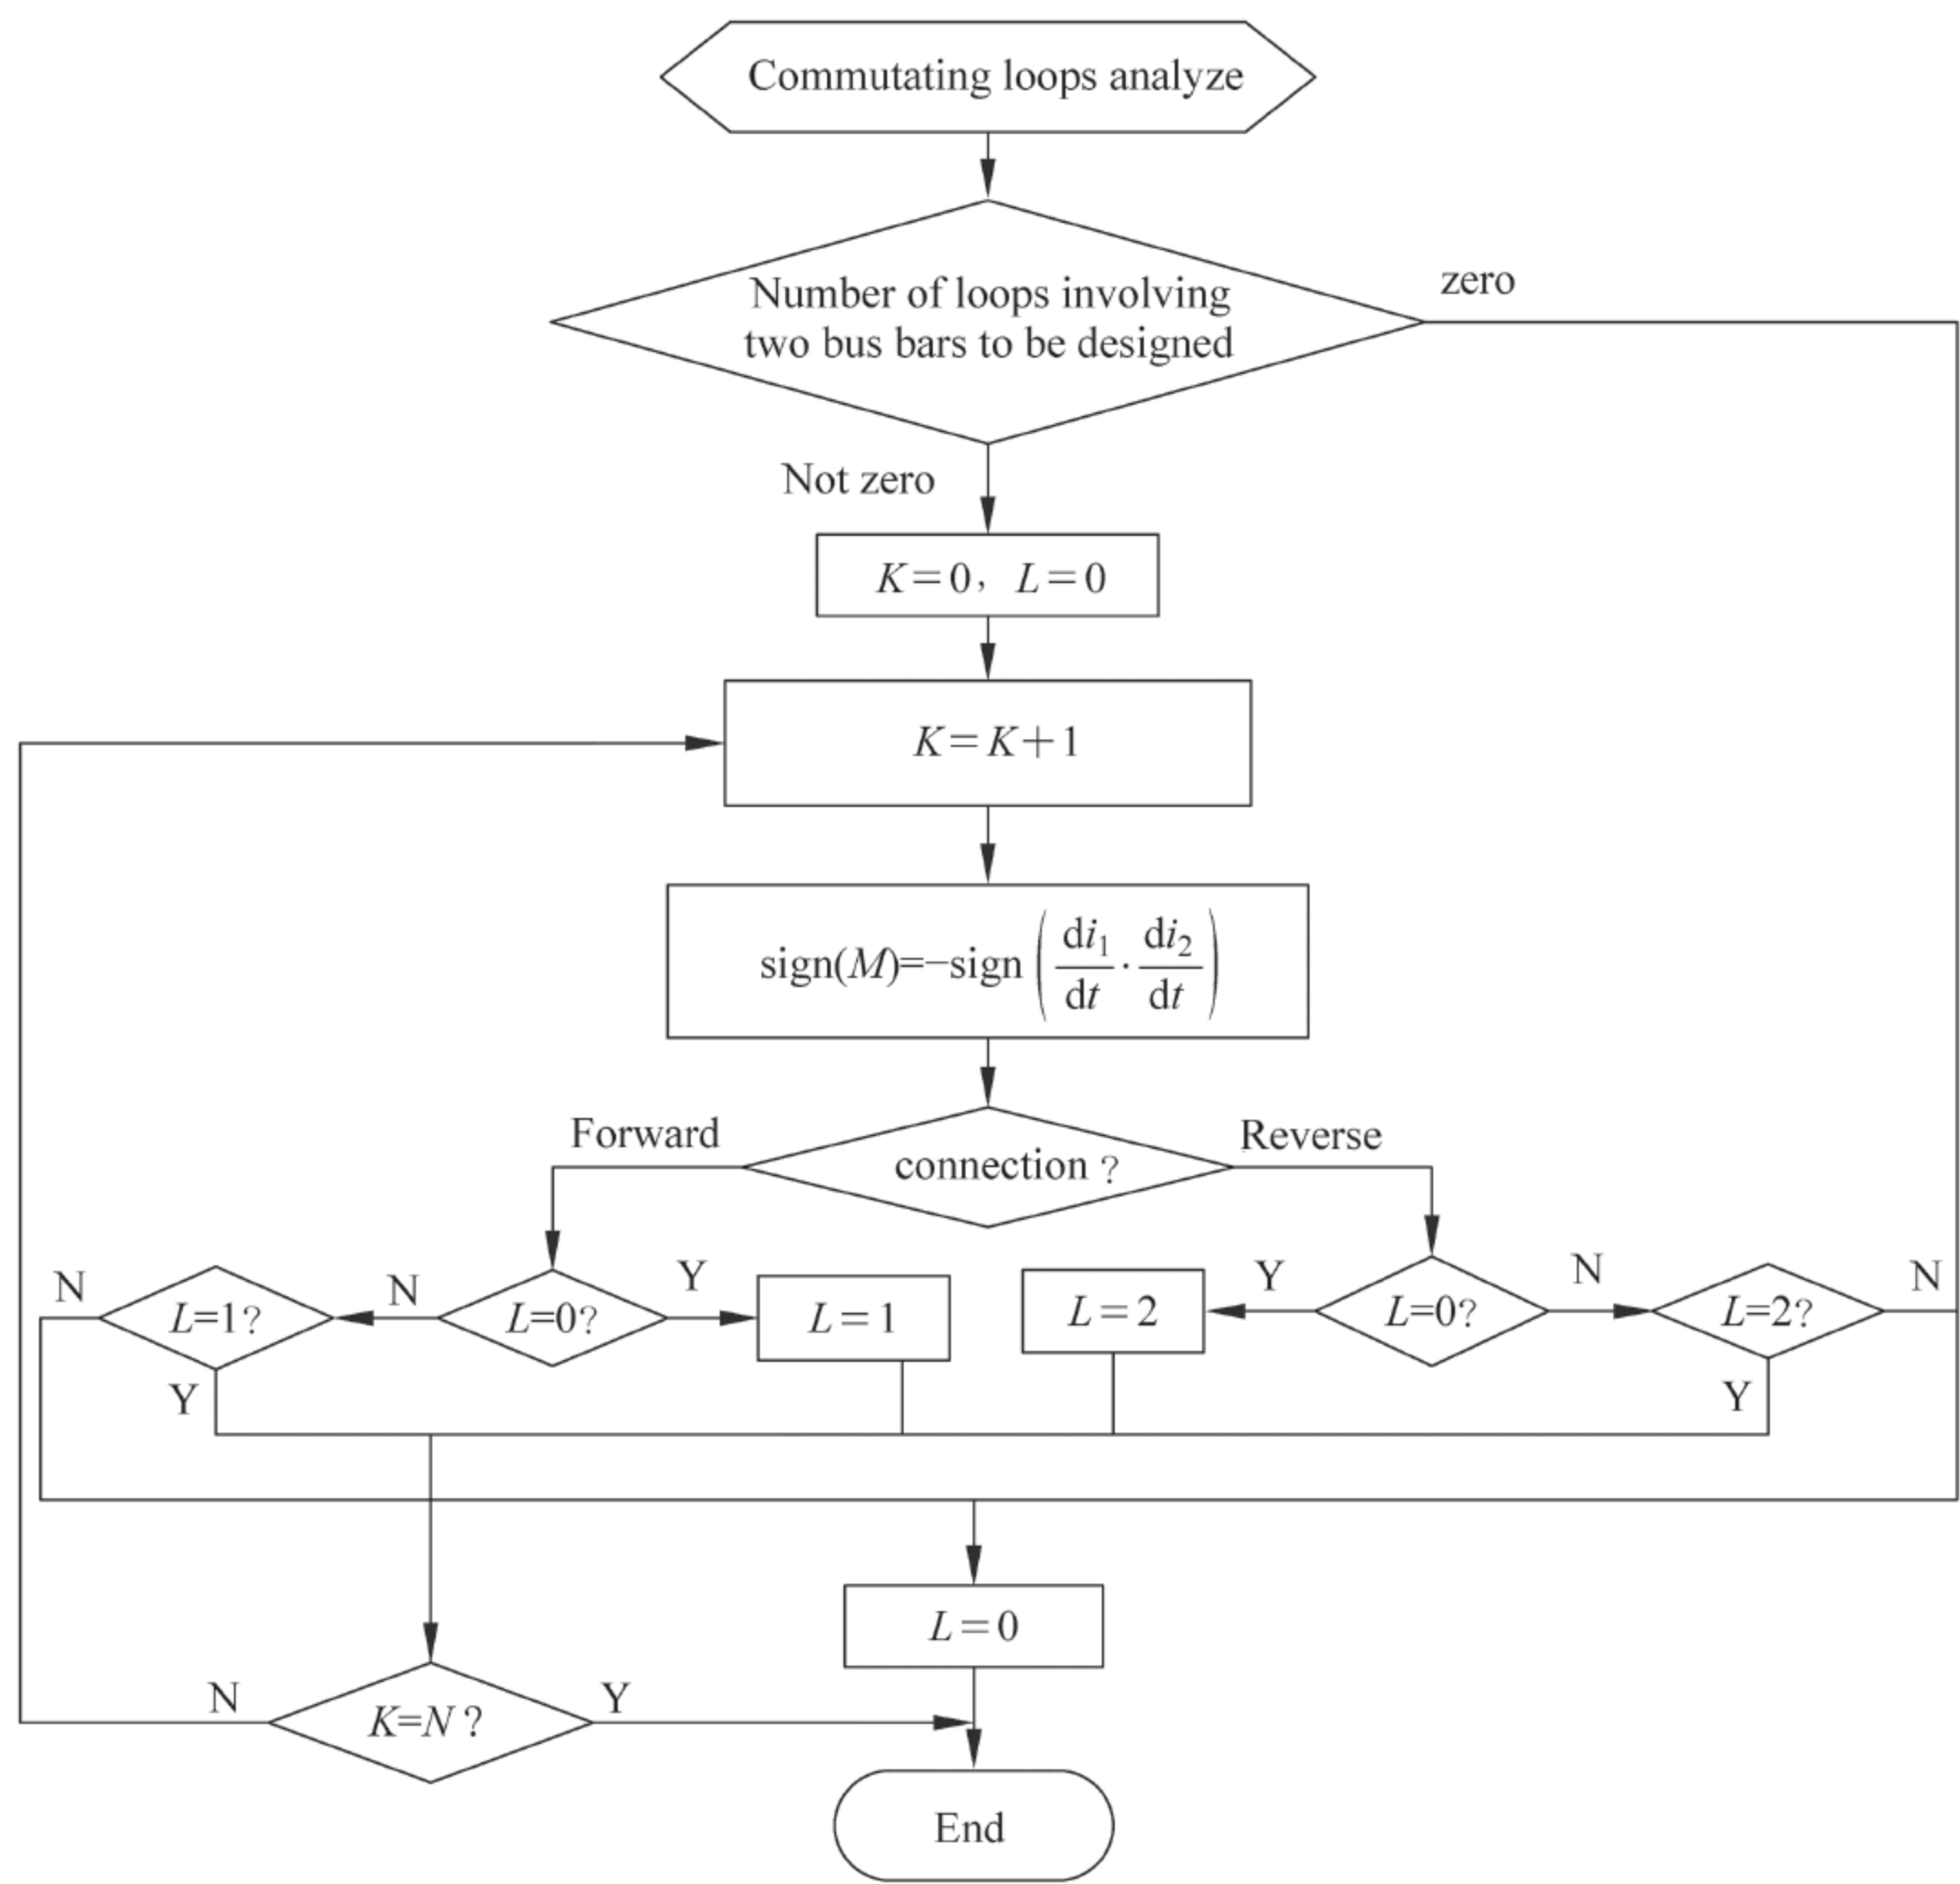 Commutating loops analyze
Number of loops involving
two bus bars to be designed
zero
Not zero
K=0, L=0
K=K+1
sign(M)=−sign(di₁/dt · di₂/dt)
Forward
connection ?
Reverse
N
L=1?
N
L=0?
Y
L=1
L=2
Y
L=0?
N
L=2?
N
Y
Y
L=0
N
K=N ?
Y
End